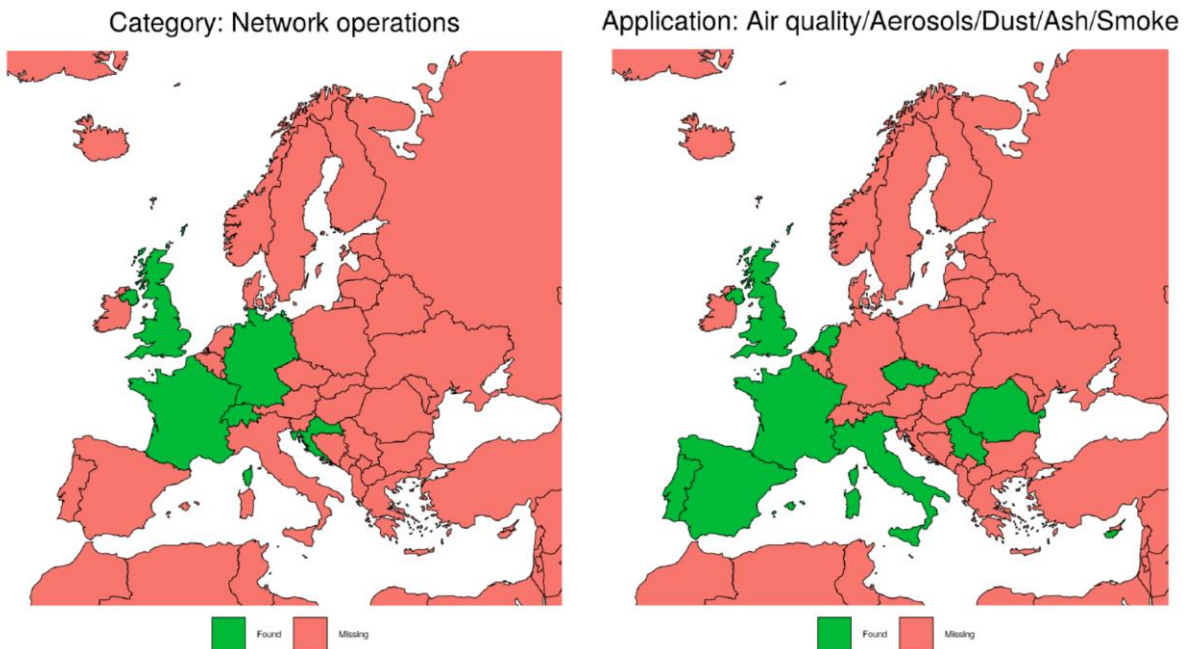 Category: Network operations
Application: Air quality/Aerosols/Dust/Ash/Smoke
Found Missing
Found Missing